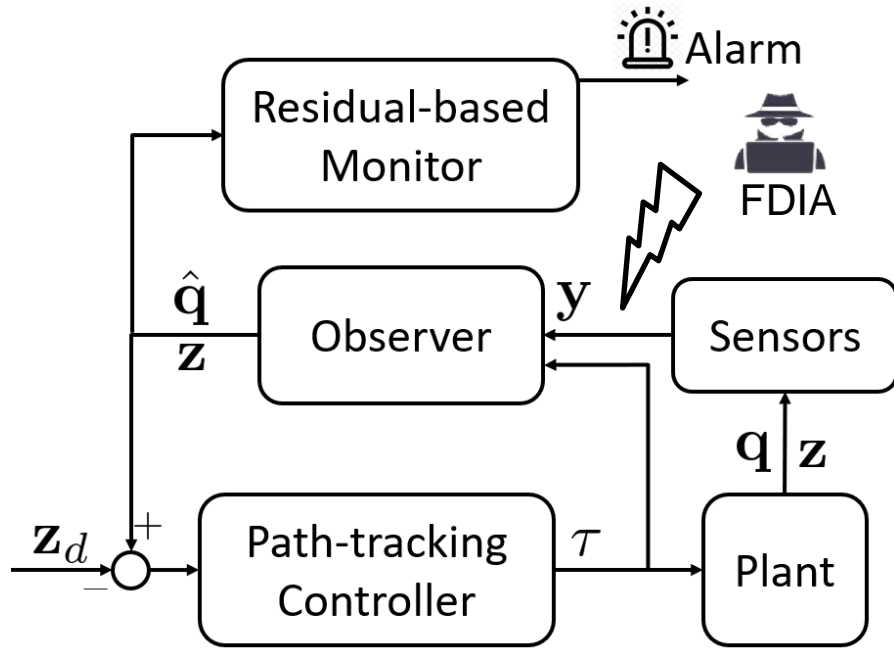 Alarm
Residual-based
Monitor
FDIA
q̂
z
Observer
y
Sensors
q z
z_d
+
−
Path-tracking
Controller
τ
Plant